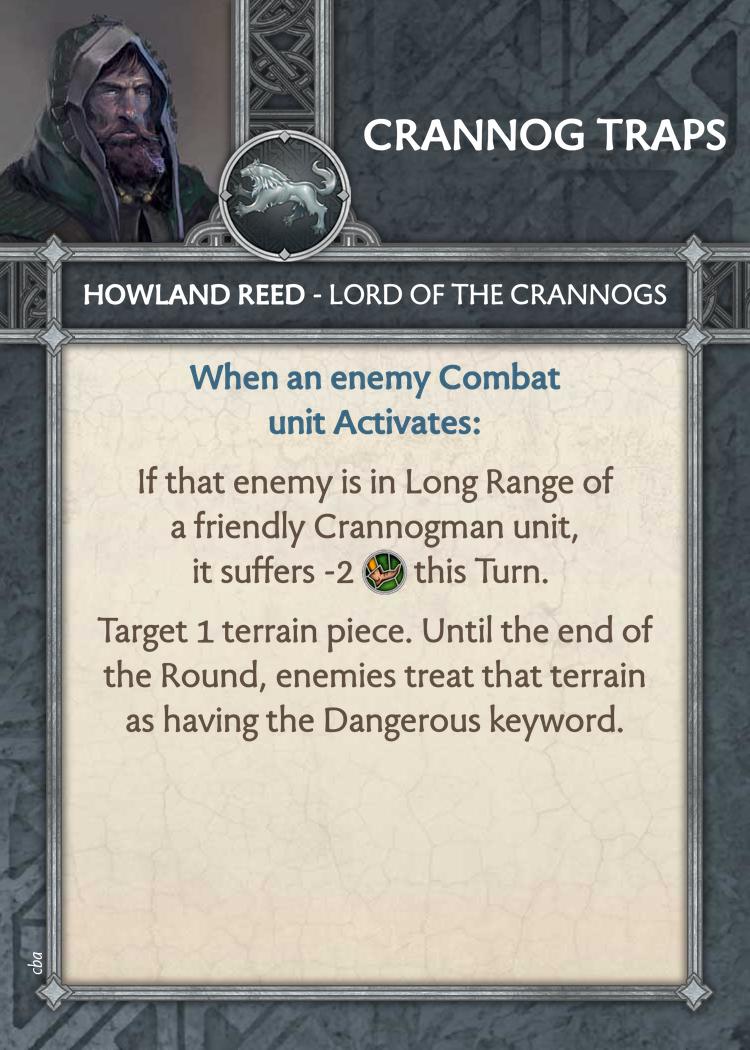 CRANNOG TRAPS
HOWLAND REED - LORD OF THE CRANNOGS
When an enemy Combat
unit Activates:
If that enemy is in Long Range of
a friendly Crannogman unit,
it suffers -2 this Turn.
Target 1 terrain piece. Until the end of
the Round, enemies treat that terrain
as having the Dangerous keyword.
cba